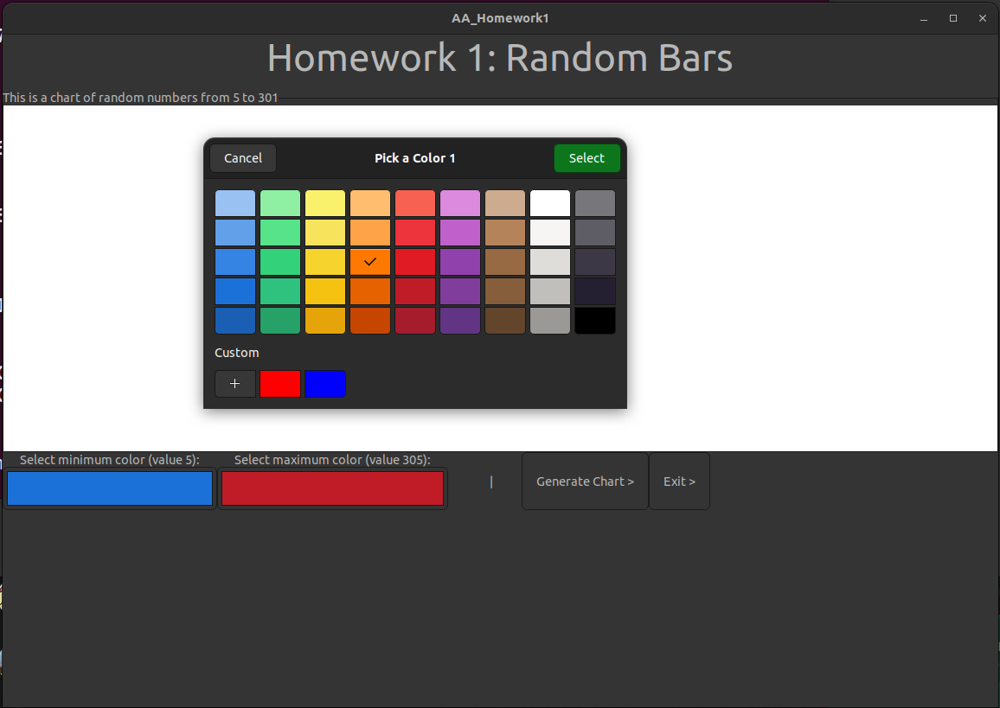 AA_Homework1
Homework 1: Random Bars
This is a chart of random numbers from 5 to 301
Cancel
Pick a Color 1
Select
Custom
+
Select minimum color (value 5):
Select maximum color (value 305):
|
Generate Chart >
Exit >